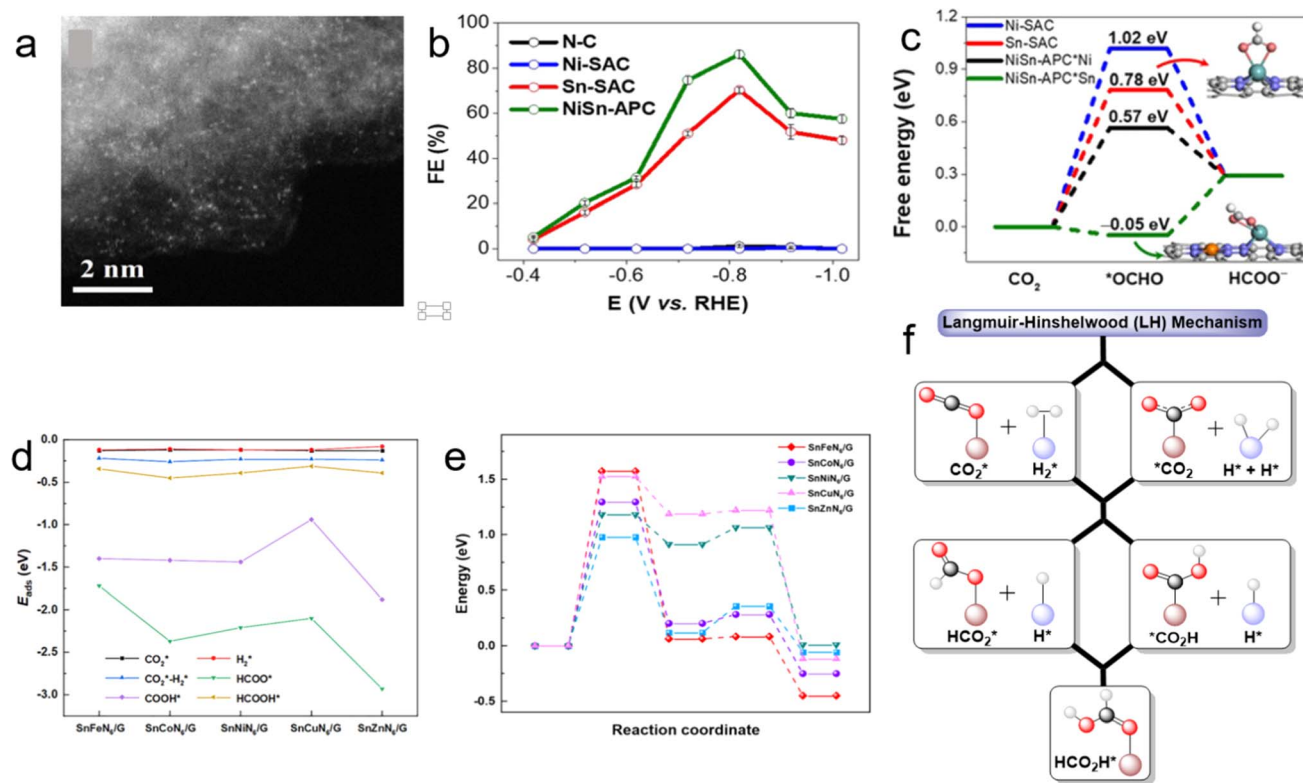 a
2 nm
b
100
80
60
40
20
0
FE (%)
N-C
Ni-SAC
Sn-SAC
NiSn-APC
-0.4
-0.6
-0.8
-1.0
E (V vs. RHE)
c
1.2
0.9
0.6
0.3
0.0
Free energy (eV)
Ni-SAC
Sn-SAC
NiSn-APC*Ni
NiSn-APC*Sn
1.02 eV
0.78 eV
0.57 eV
−0.05 eV
CO₂
*OCHO
HCOO⁻
d
0.0
-0.5
-1.0
-1.5
-2.0
-2.5
-3.0
E_ads (eV)
CO₂*
H₂*
CO₂*-H₂*
HCOO*
COOH*
HCOOH*
SnFeN₆/G
SnCoN₆/G
SnNiN₆/G
SnCuN₆/G
SnZnN₆/G
e
1.5
1.0
0.5
0.0
-0.5
Energy (eV)
SnFeN₆/G
SnCoN₆/G
SnNiN₆/G
SnCuN₆/G
SnZnN₆/G
Reaction coordinate
f
Langmuir-Hinshelwood (LH) Mechanism
+
CO₂*
H₂*
+
*CO₂
H* + H*
+
HCO₂*
H*
+
*CO₂H
H*
HCO₂H*